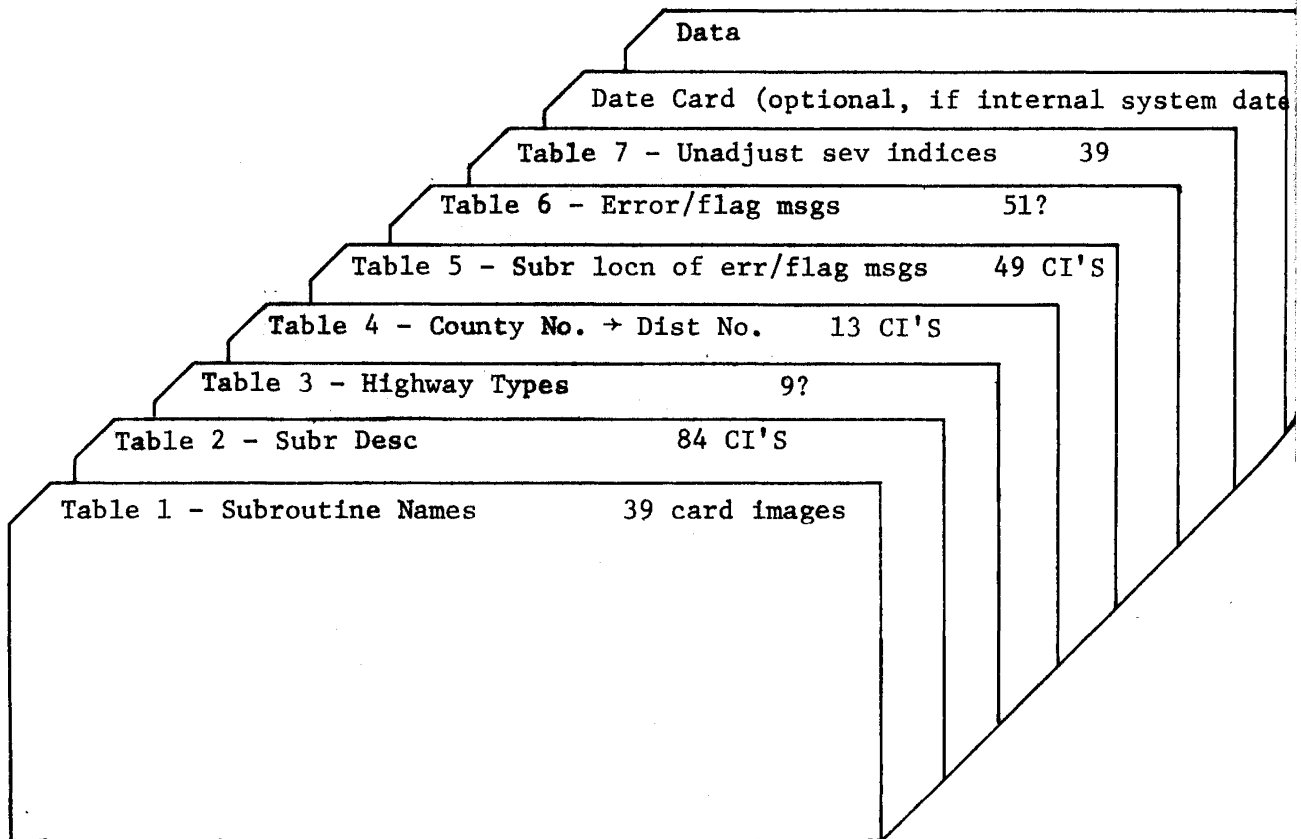 Data
Date Card (optional, if internal system date
Table 7 - Unadjust sev indices 39
Table 6 - Error/flag msgs 51?
Table 5 - Subr locn of err/flag msgs 49 CI'S
Table 4 - County No. → Dist No. 13 CI'S
Table 3 - Highway Types 9?
Table 2 - Subr Desc 84 CI'S
Table 1 - Subroutine Names 39 card images